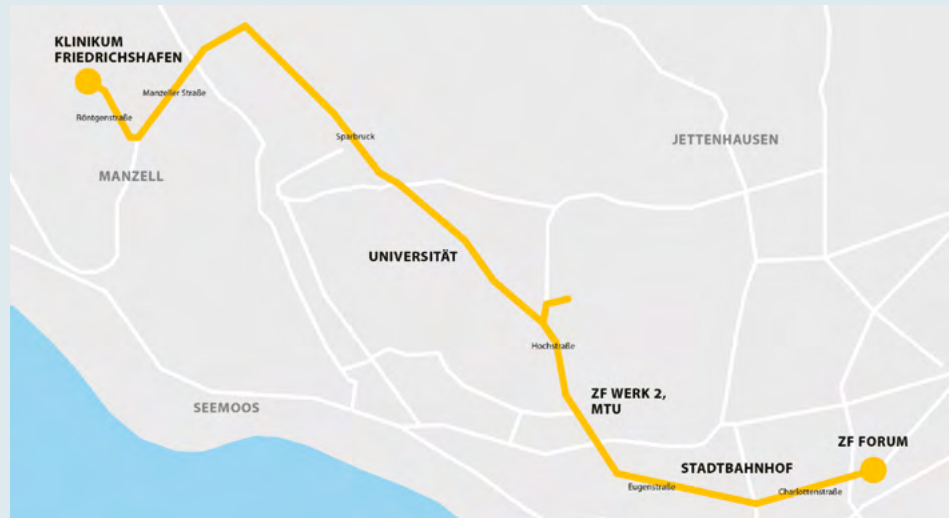 KLINIKUM
FRIEDRICHSHAFEN
Manzeller Straße
Röntgenstraße
Sparbruck
JETTENHAUSEN
MANZELL
UNIVERSITÄT
Hochstraße
ZF WERK 2,
MTU
SEEMOOS
ZF FORUM
STADTBAHNHOF
Eugenstraße
Charlottenstraße